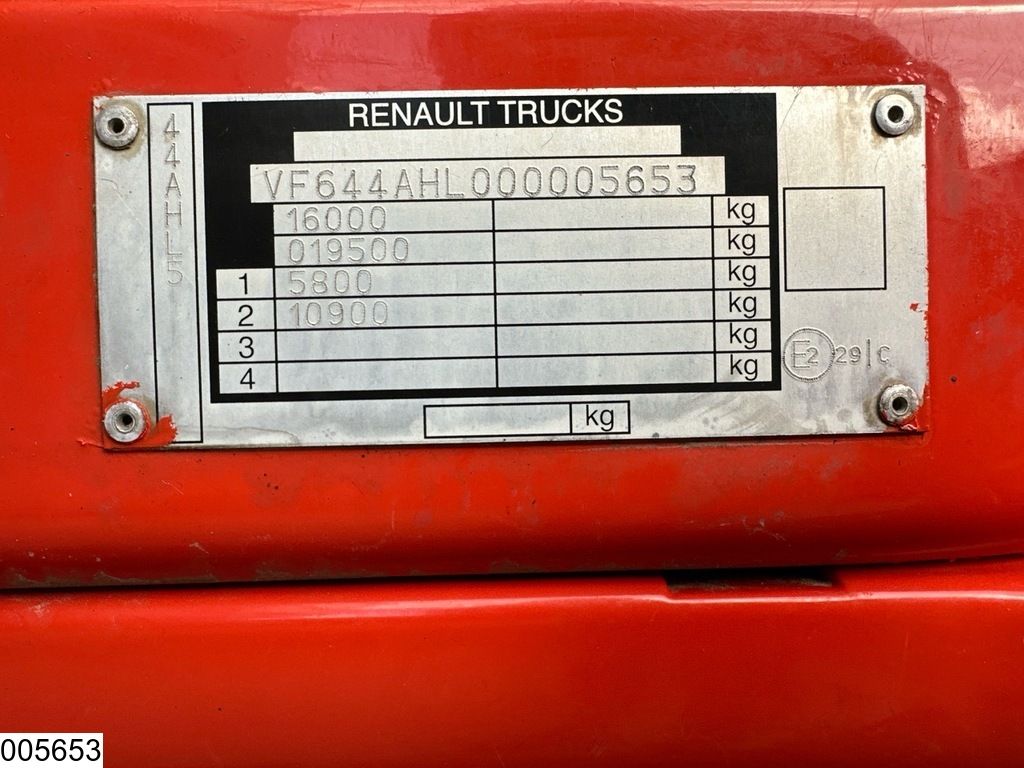 44AHL5
RENAULT TRUCKS
VF644AHL000005653
16000 kg
019500 kg
1 5800 kg
2 10900 kg
3 kg
4 kg
kg
E2 29|C
005653